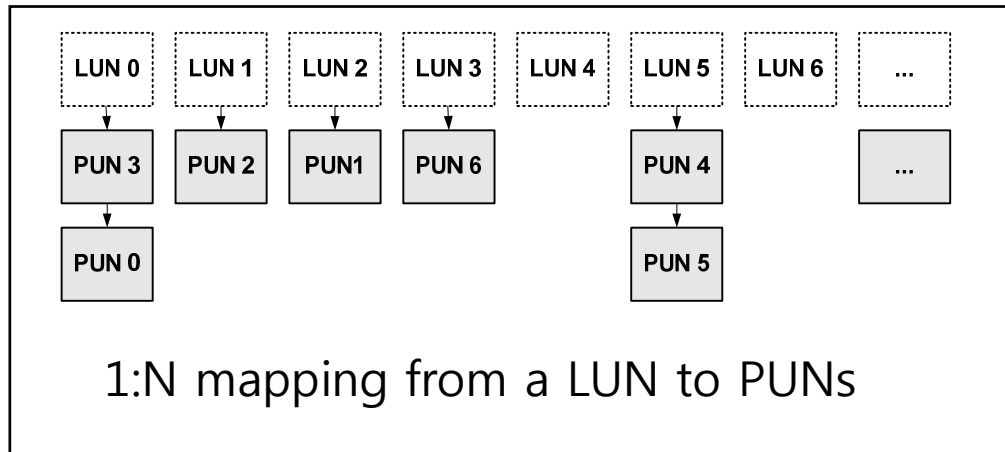 LUN 0 LUN 1 LUN 2 LUN 3 LUN 4 LUN 5 LUN 6 ...
PUN 3 PUN 2 PUN1 PUN 6 PUN 4 ...
PUN 0 PUN 5
1:N mapping from a LUN to PUNs